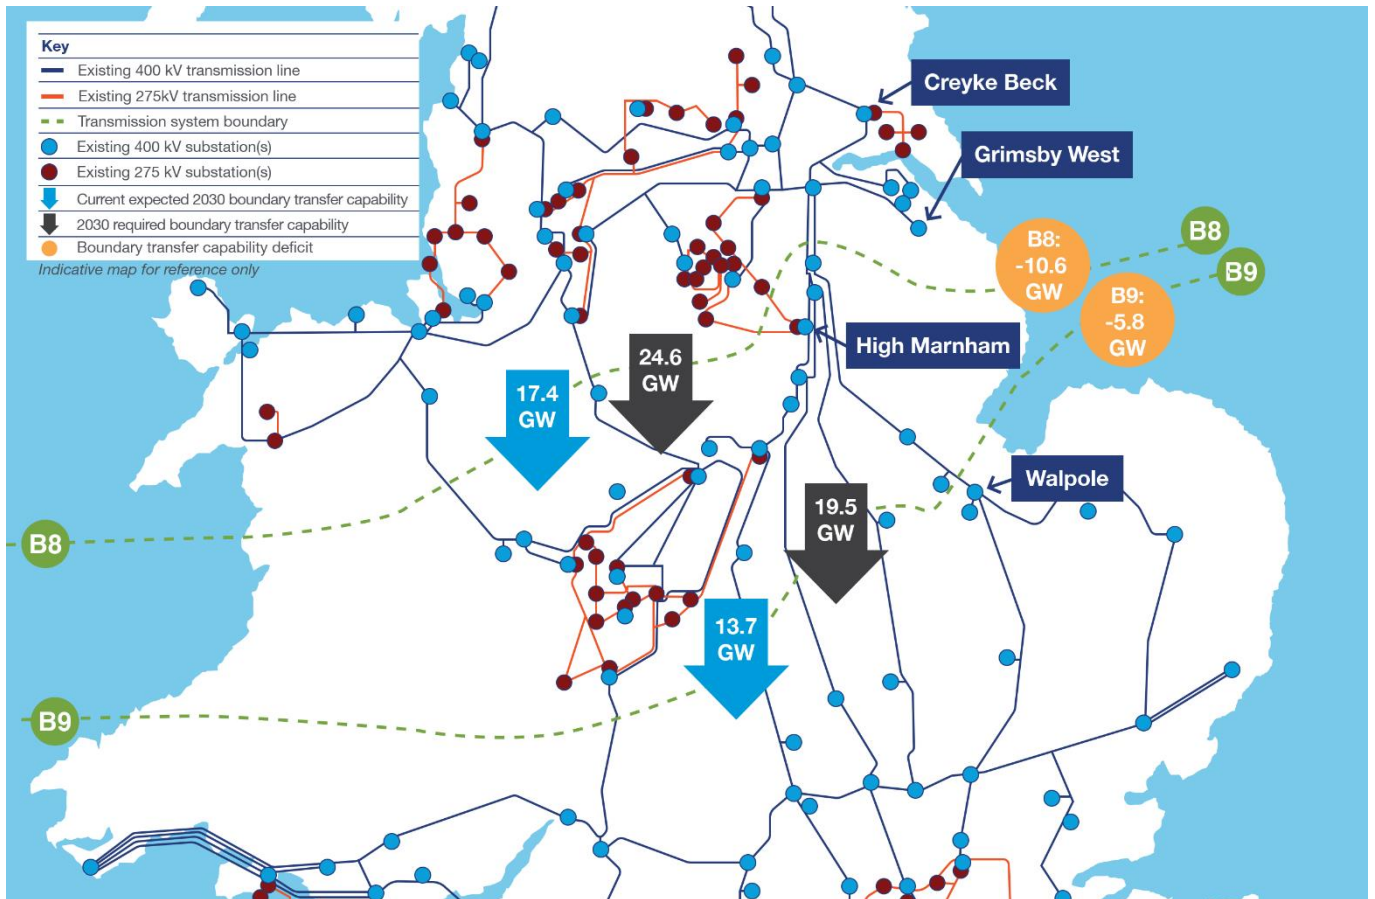 Key
Existing 400 kV transmission line
Existing 275kV transmission line
Transmission system boundary
Existing 400 kV substation(s)
Existing 275 kV substation(s)
Current expected 2030 boundary transfer capability
2030 required boundary transfer capability
Boundary transfer capability deficit
Indicative map for reference only
Creyke Beck
Grimsby West
B8
B8:
-10.6
GW
B9
B9:
-5.8
GW
High Marnham
24.6
GW
17.4
GW
Walpole
19.5
GW
B8
13.7
GW
B9